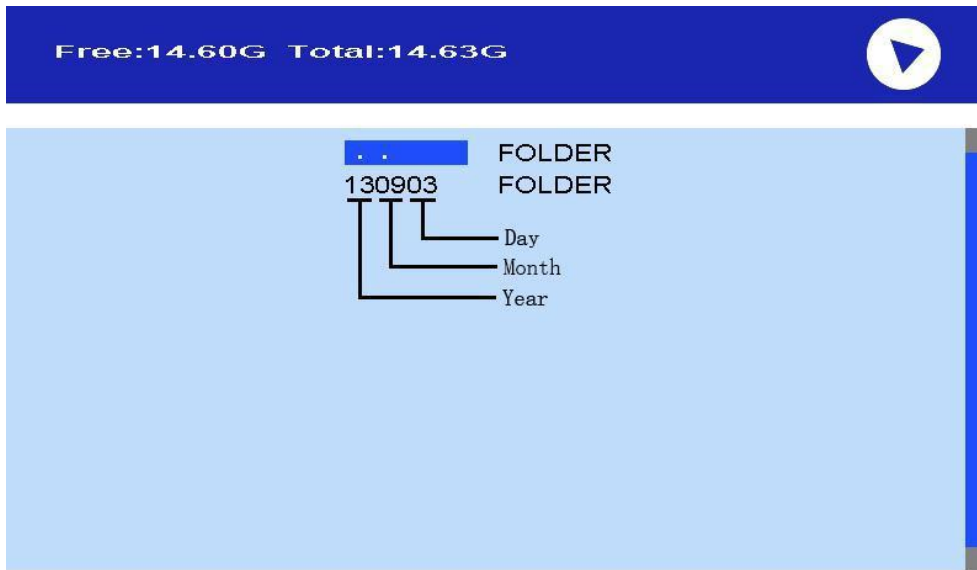 Free:14.60G Total:14.63G
. . FOLDER
130903 FOLDER
Day
Month
Year